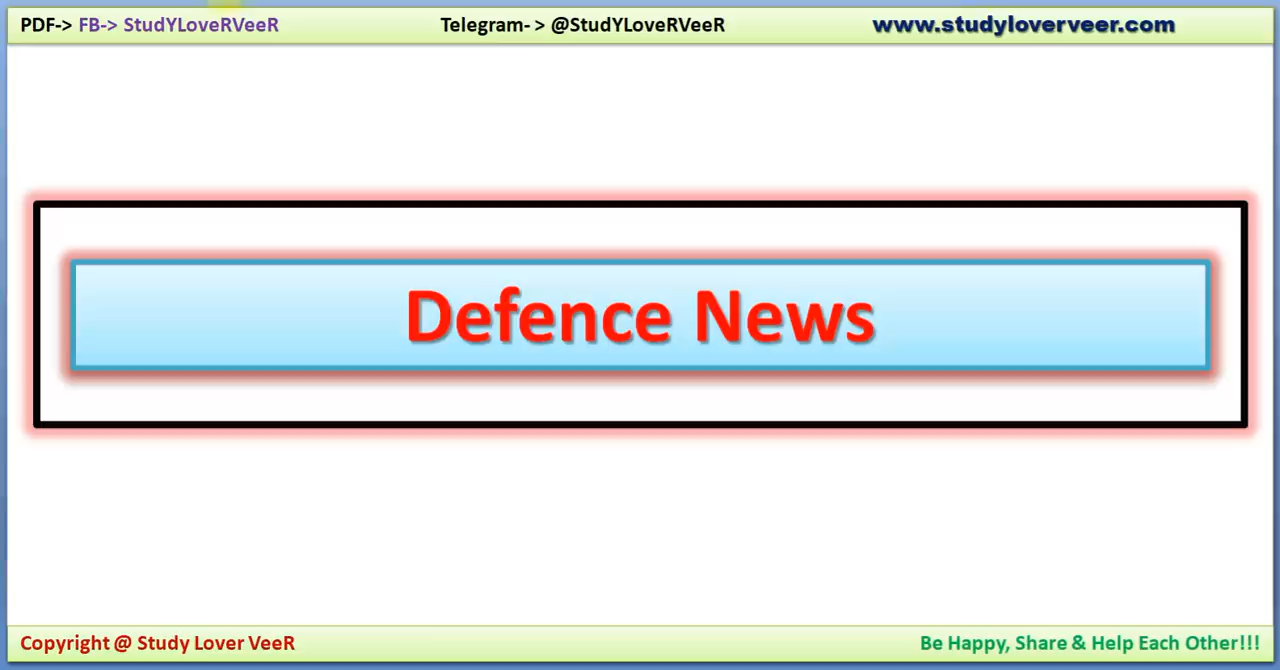 PDF-> FB-> StudYLoveRVeeR Telegram- > @StudYLoveRVeeR www.studyloverveer.com
Defence News
Copyright @ Study Lover VeeR Be Happy, Share & Help Each Other!!!